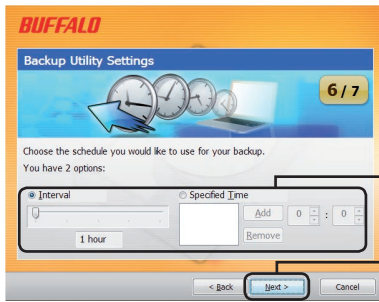 BUFFALO
Backup Utility Settings
6 / 7
Choose the schedule you would like to use for your backup.
You have 2 options:
Interval
Specified Time
Add
0 : 0
1 hour
Remove
< Back
Next >
Cancel